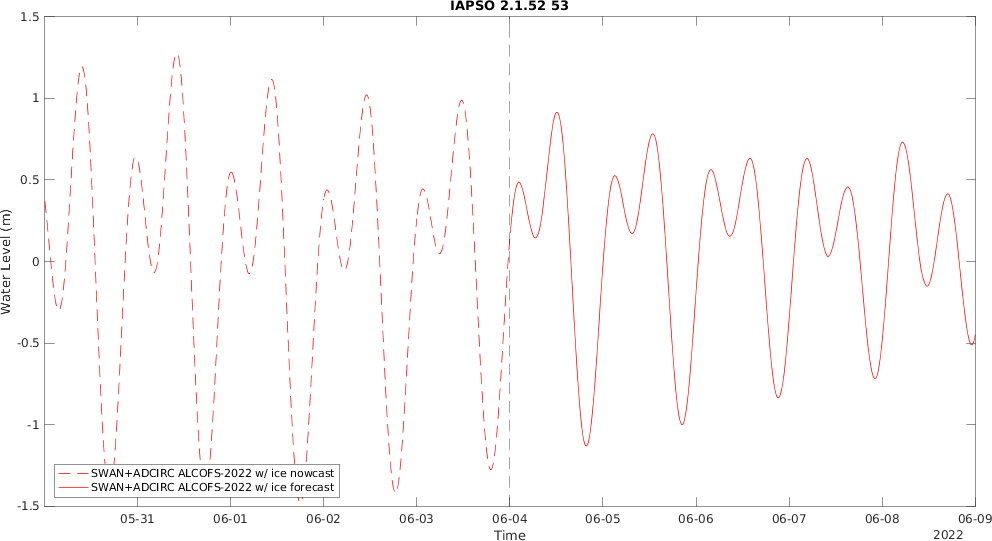 IAPSO 2.1.52 53
1.5
1
0.5
0
-0.5
-1
-1.5
Water Level (m)
SWAN+ADCIRC ALCOFS-2022 w/ ice nowcast
SWAN+ADCIRC ALCOFS-2022 w/ ice forecast
05-31 06-01 06-02 06-03 06-04 06-05 06-06 06-07 06-08 06-09
Time
2022